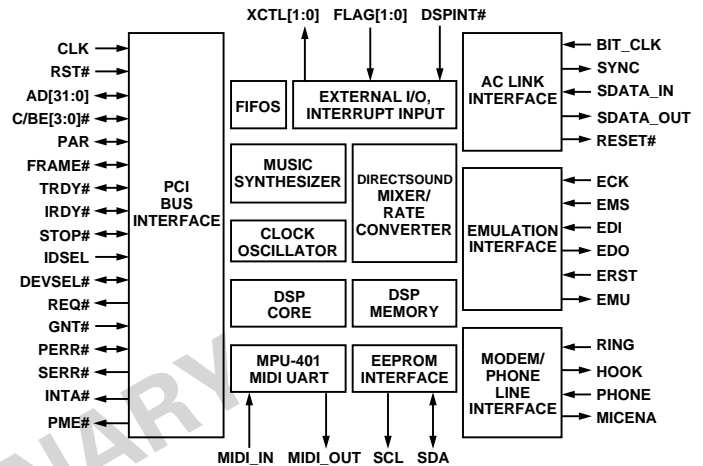 XCTL[1:0] FLAG[1:0] DSPINT#
CLK
RST#
AD[31:0]
C/BE[3:0]#
PAR
FRAME#
TRDY#
IRDY#
STOP#
IDSEL
DEVSEL#
REQ#
GNT#
PERR#
SERR#
INTA#
PME#
PCI
BUS
INTERFACE
FIFOS
EXTERNAL I/O,
INTERRUPT INPUT
MUSIC
SYNTHESIZER
DIRECTSOUND
MIXER/
RATE
CONVERTER
CLOCK
OSCILLATOR
DSP
CORE
DSP
MEMORY
MPU-401
MIDI UART
EEPROM
INTERFACE
MIDI_IN MIDI_OUT SCL SDA
AC LINK
INTERFACE
BIT_CLK
SYNC
SDATA_IN
SDATA_OUT
RESET#
EMULATION
INTERFACE
ECK
EMS
EDI
EDO
ERST
EMU
MODEM/
PHONE
LINE
INTERFACE
RING
HOOK
PHONE
MICENA
NARY